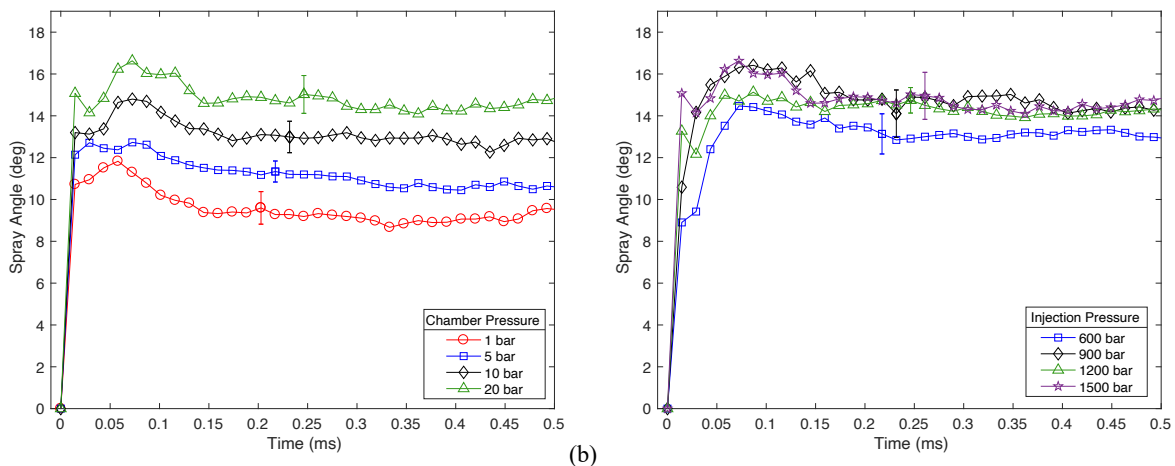 18
16
14
12
10
8
6
4
2
0
Spray Angle (deg)
0 0.05 0.1 0.15 0.2 0.25 0.3 0.35 0.4 0.45 0.5
Time (ms)
Chamber Pressure
1 bar
5 bar
10 bar
20 bar
(b)
18
16
14
12
10
8
6
4
2
0
Spray Angle (deg)
0 0.05 0.1 0.15 0.2 0.25 0.3 0.35 0.4 0.45 0.5
Time (ms)
Injection Pressure
600 bar
900 bar
1200 bar
1500 bar